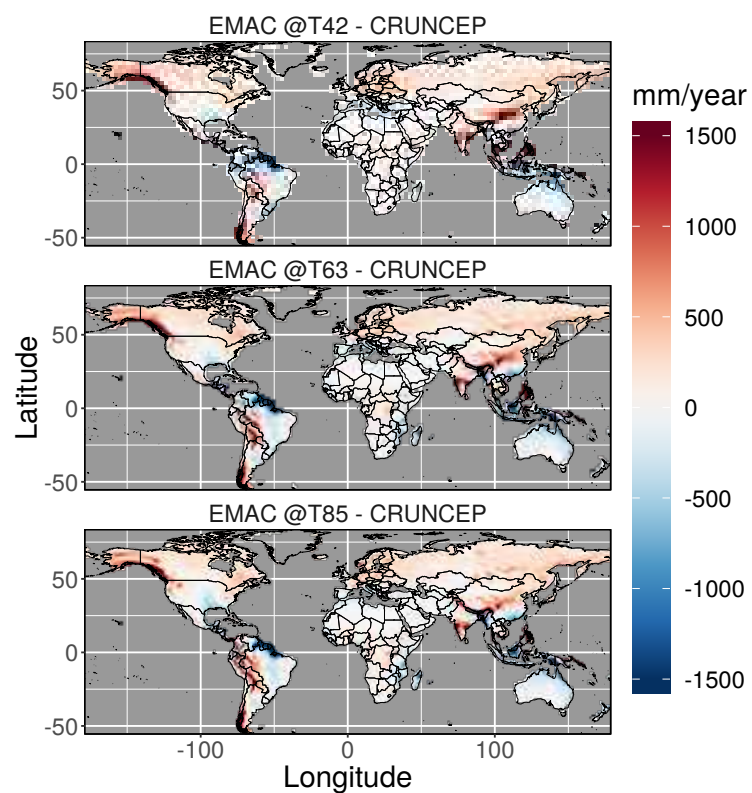 EMAC @T42 - CRUNCEP
50
0
-50
EMAC @T63 - CRUNCEP
50
0
-50
EMAC @T85 - CRUNCEP
50
0
-50
-100 0 100
Longitude
Latitude
mm/year
1500
1000
500
0
-500
-1000
-1500